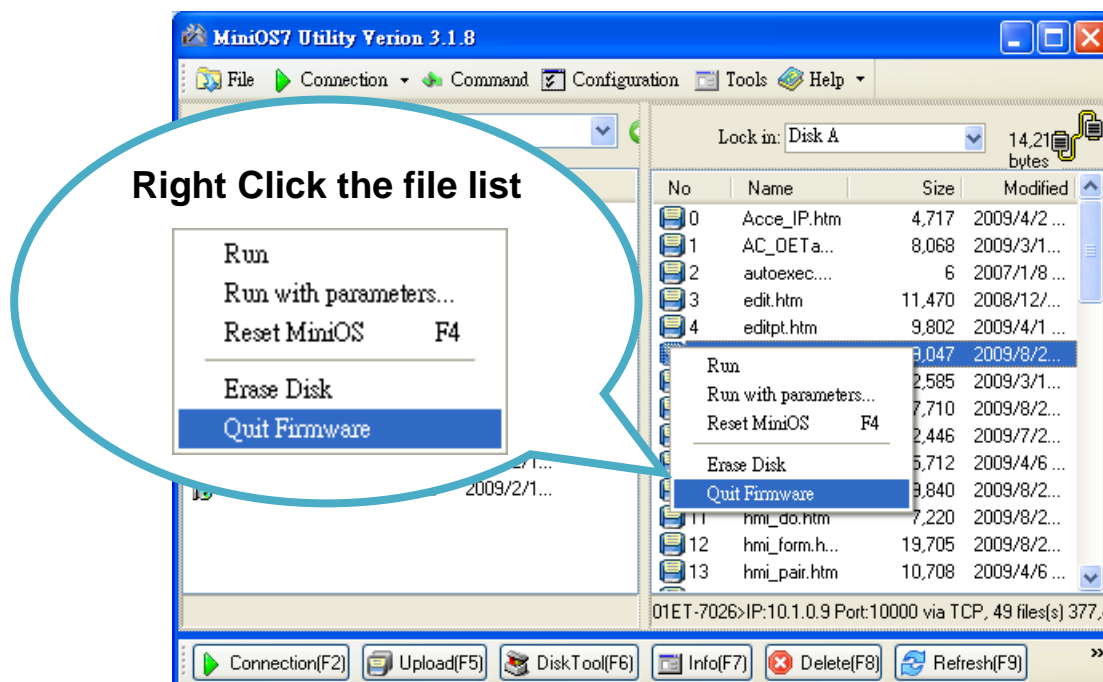 MiniOS7 Utility Verion 3.1.8
File Connection Command Configuration Tools Help
Lock in: Disk A
14,21
bytes
Right Click the file list
Run
Run with parameters...
Reset MiniOS F4
Erase Disk
Quit Firmware
2009/2/1...
No Name Size Modified
0 Acce_IP.htm 4,717 2009/4/2 ...
1 AC_OETa... 8,068 2009/3/1...
2 autoexec.... 6 2007/1/8 ...
3 edit.htm 11,470 2008/12/...
4 editpt.htm 9,802 2009/4/1 ...
9,047 2009/8/2...
2,585 2009/3/1...
7,710 2009/8/2...
2,446 2009/7/2...
5,712 2009/4/6 ...
9,840 2009/8/2...
Run
Run with parameters...
Reset MiniOS F4
Erase Disk
Quit Firmware
11 hmi_do.htm 7,220 2009/8/2...
12 hmi_form.h... 19,705 2009/8/2...
13 hmi_pair.htm 10,708 2009/4/6 ...
01ET-7026>IP:10.1.0.9 Port:10000 via TCP, 49 files(s) 377,
Connection(F2) Upload(F5) DiskTool(F6) Info(F7) Delete(F8) Refresh(F9) »